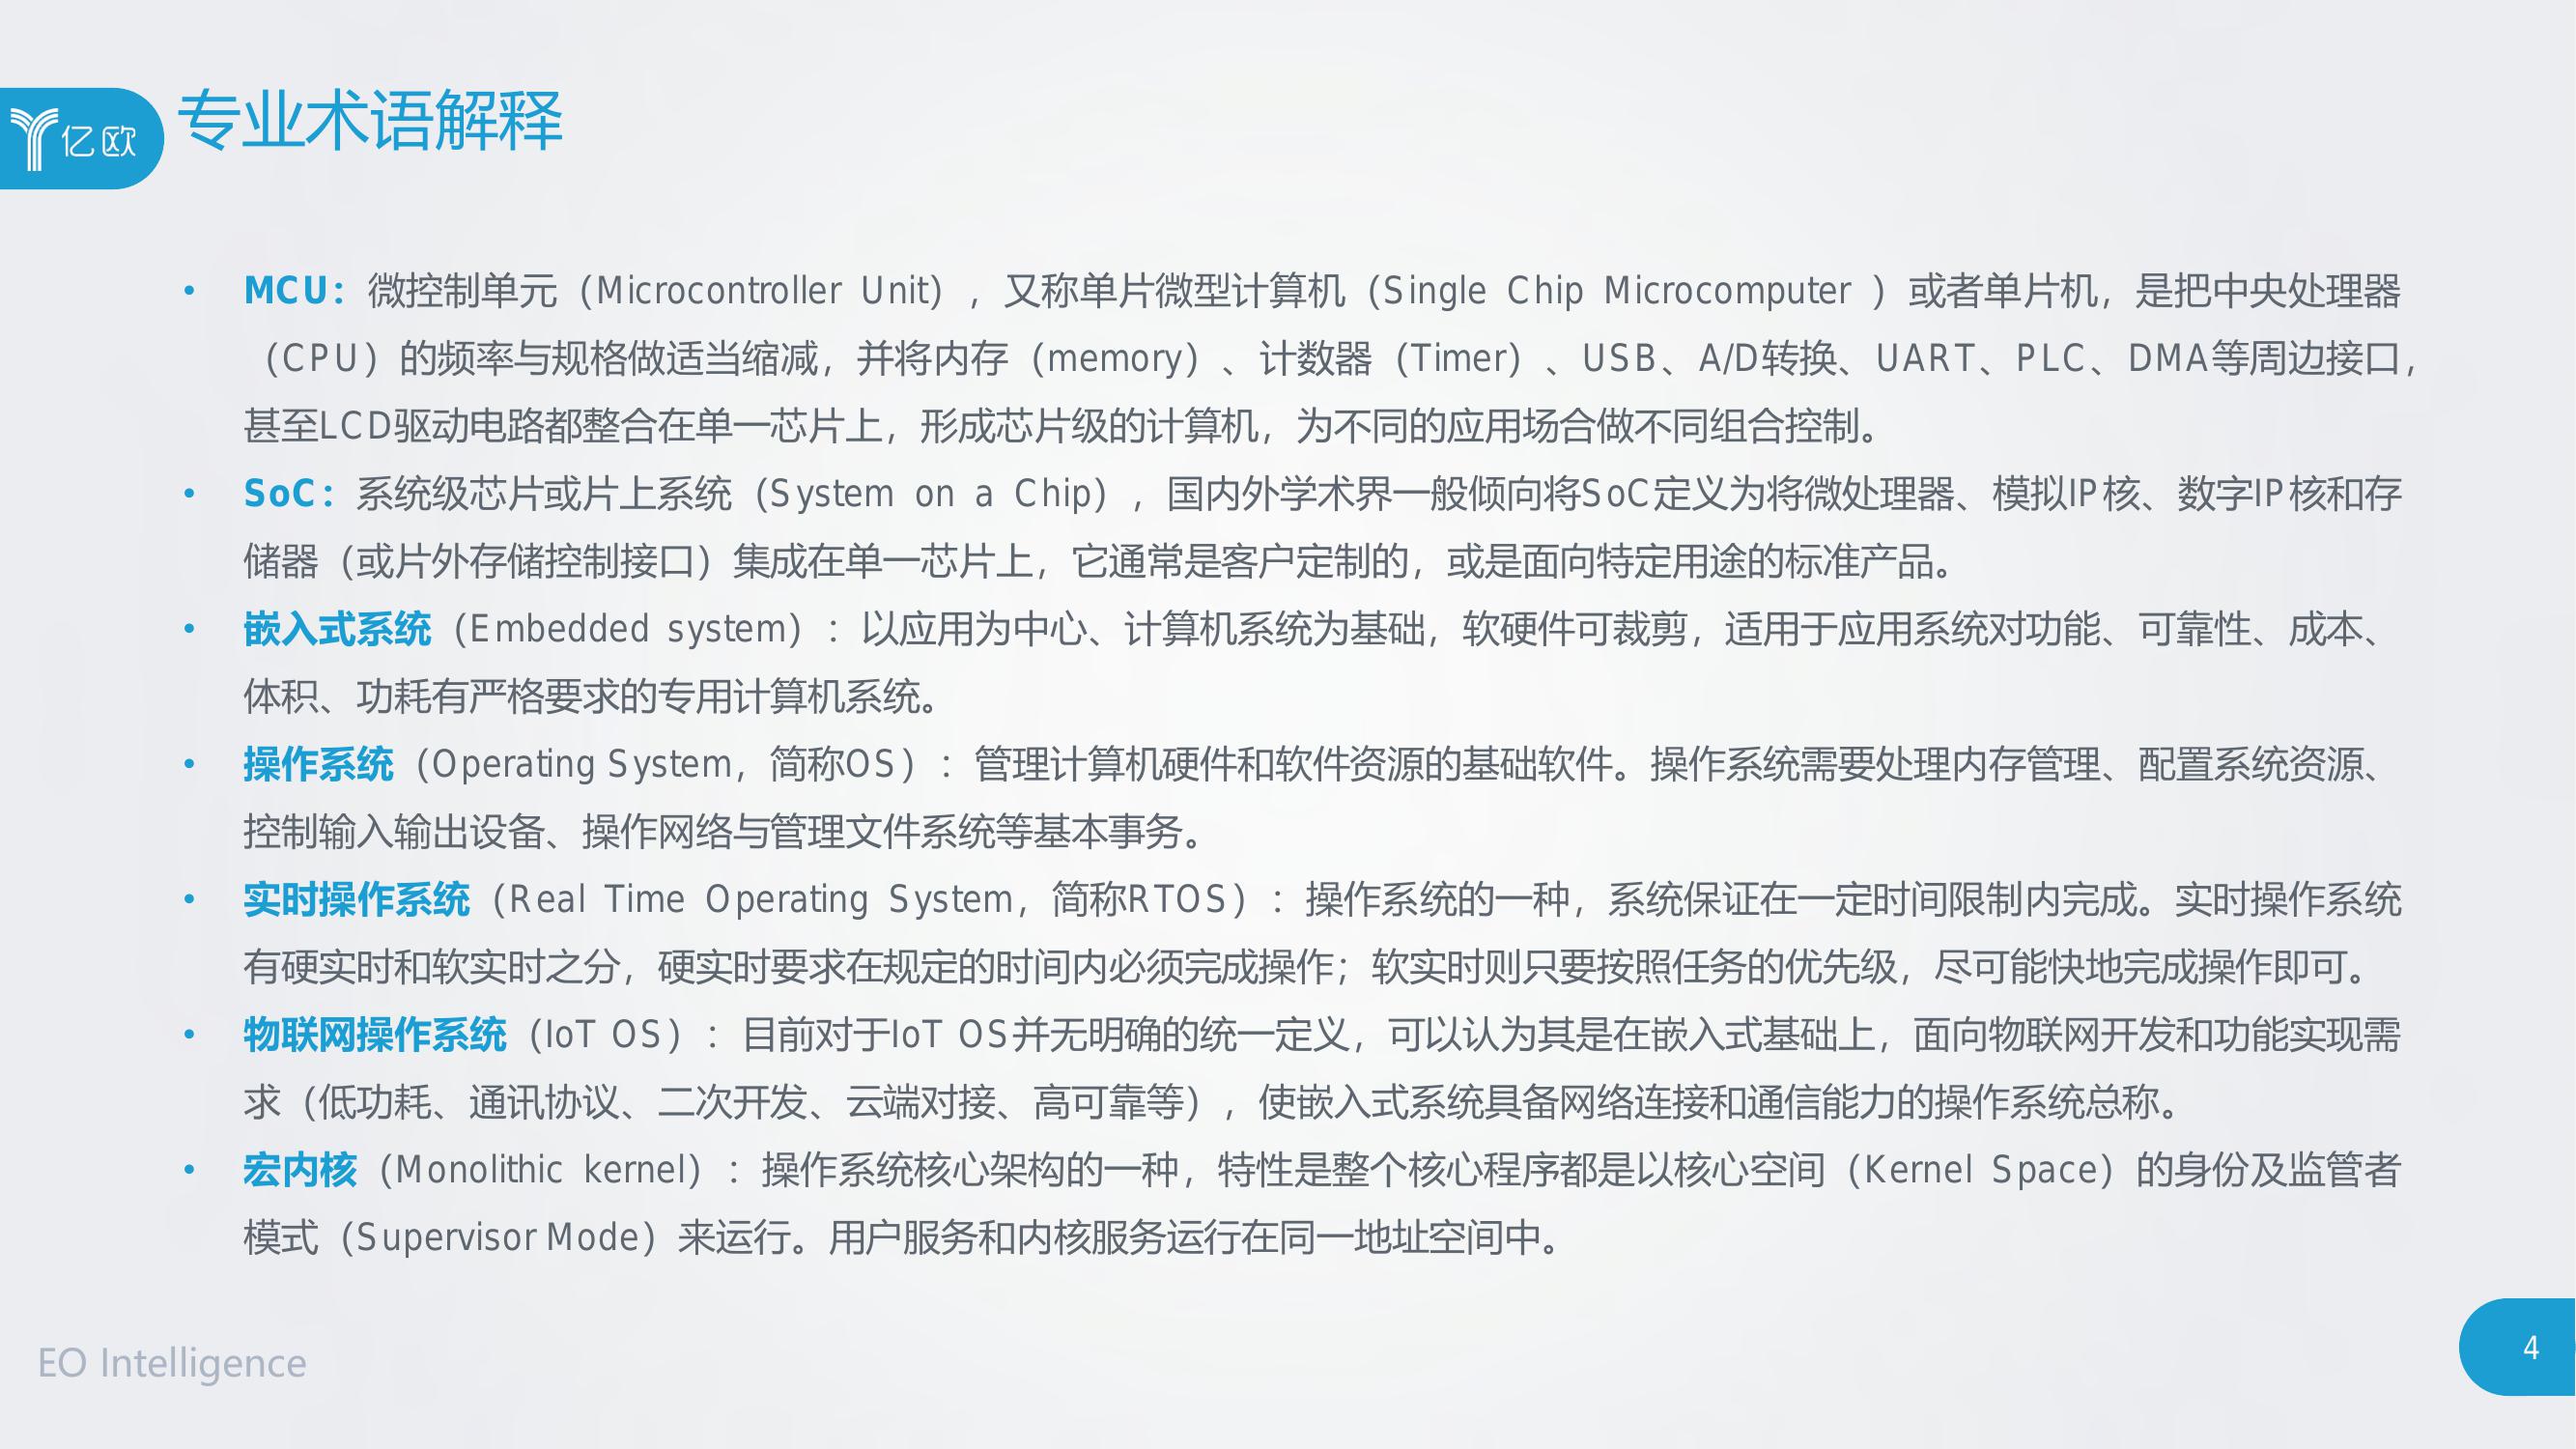 亿欧
专业术语解释
• MCU：微控制单元（Microcontroller Unit），又称单片微型计算机（Single Chip Microcomputer ）或者单片机，是把中央处理器
（CPU）的频率与规格做适当缩减，并将内存（memory）、计数器（Timer）、USB、A/D转换、UART、PLC、DMA等周边接口，
甚至LCD驱动电路都整合在单一芯片上，形成芯片级的计算机，为不同的应用场合做不同组合控制。
• SoC：系统级芯片或片上系统（System on a Chip），国内外学术界一般倾向将SoC定义为将微处理器、模拟IP核、数字IP核和存
储器（或片外存储控制接口）集成在单一芯片上，它通常是客户定制的，或是面向特定用途的标准产品。
• 嵌入式系统（Embedded system）：以应用为中心、计算机系统为基础，软硬件可裁剪，适用于应用系统对功能、可靠性、成本、
体积、功耗有严格要求的专用计算机系统。
• 操作系统（Operating System，简称OS）：管理计算机硬件和软件资源的基础软件。操作系统需要处理内存管理、配置系统资源、
控制输入输出设备、操作网络与管理文件系统等基本事务。
• 实时操作系统（Real Time Operating System，简称RTOS）：操作系统的一种，系统保证在一定时间限制内完成。实时操作系统
有硬实时和软实时之分，硬实时要求在规定的时间内必须完成操作；软实时则只要按照任务的优先级，尽可能快地完成操作即可。
• 物联网操作系统（IoT OS）：目前对于IoT OS并无明确的统一定义，可以认为其是在嵌入式基础上，面向物联网开发和功能实现需
求（低功耗、通讯协议、二次开发、云端对接、高可靠等），使嵌入式系统具备网络连接和通信能力的操作系统总称。
• 宏内核（Monolithic kernel）：操作系统核心架构的一种，特性是整个核心程序都是以核心空间（Kernel Space）的身份及监管者
模式（Supervisor Mode）来运行。用户服务和内核服务运行在同一地址空间中。
EO Intelligence
4